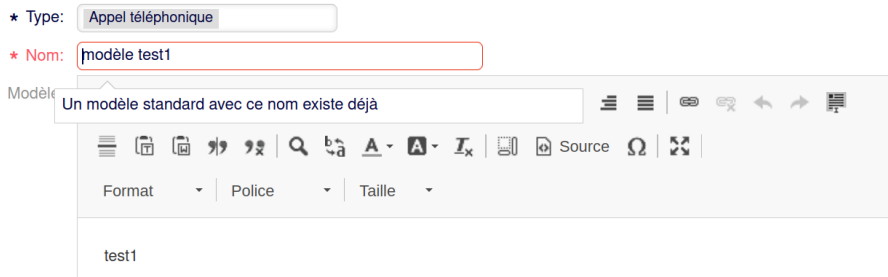 * Type: Appel téléphonique
* Nom: modèle test1
Modèle
Un modèle standard avec ce nom existe déjà
Source
Format Police Taille
test1